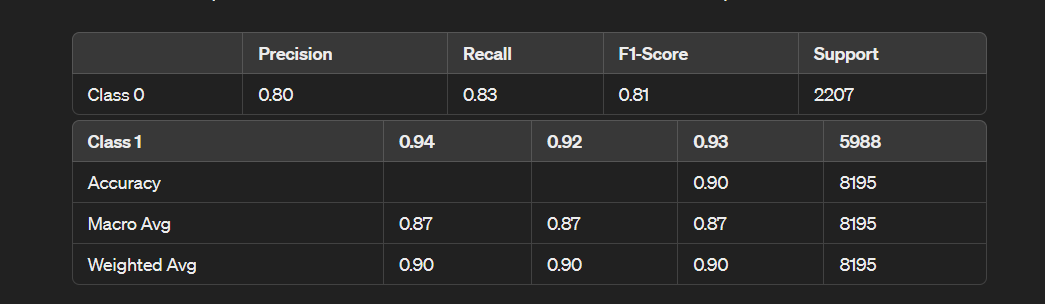 Precision Recall F1-Score Support
Class 0 0.80 0.83 0.81 2207
Class 1 0.94 0.92 0.93 5988
Accuracy 0.90 8195
Macro Avg 0.87 0.87 0.87 8195
Weighted Avg 0.90 0.90 0.90 8195